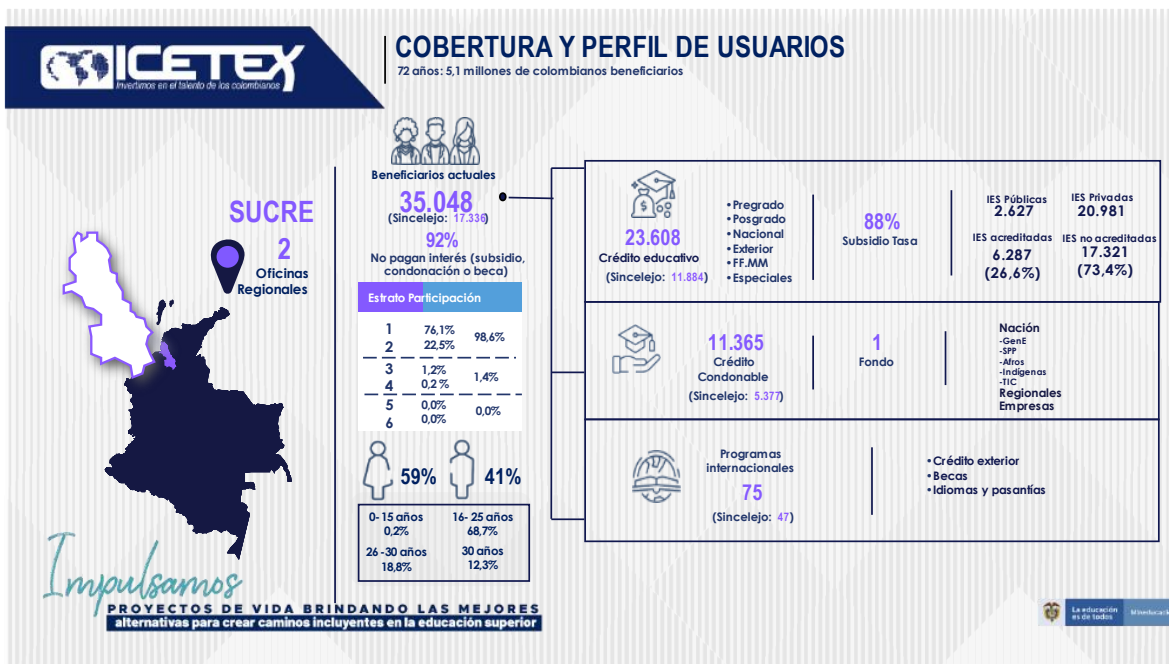 ICETEX
Invertimos en el talento de los colombianos
COBERTURA Y PERFIL DE USUARIOS
72 años: 5,1 millones de colombianos beneficiarios
SUCRE
2
Oficinas
Regionales
Beneficiarios actuales
35.048
(Sincelejo: 17.336)
92%
No pagan interés (subsidio,
condonación o beca)
Estrato Participación
1 76,1%
2 22,5%
98,6%
3 1,2%
4 0,2 %
1,4%
5 0,0%
6 0,0%
0,0%
59% 41%
0- 15 años 16- 25 años
0,2% 68,7%
26 -30 años 30 años
18,8% 12,3%
23.608
Crédito educativo
(Sincelejo: 11.884)
•Pregrado
•Posgrado
•Nacional
•Exterior
•FF.MM
•Especiales
88%
Subsidio Tasa
IES Públicas IES Privadas
2.627 20.981
IES acreditadas IES no acreditadas
6.287 17.321
(26,6%) (73,4%)
11.365
Crédito
Condonable
(Sincelejo: 5.377)
1
Fondo
Nación
-GenE
-SPP
-Afros
-Indígenas
-TIC
Regionales
Empresas
Programas
internacionales
75
(Sincelejo: 47)
•Crédito exterior
•Becas
•Idiomas y pasantías
Impulsamos
PROYECTOS DE VIDA BRINDANDO LAS MEJORES
alternativas para crear caminos incluyentes en la educación superior
La educación
es de todos